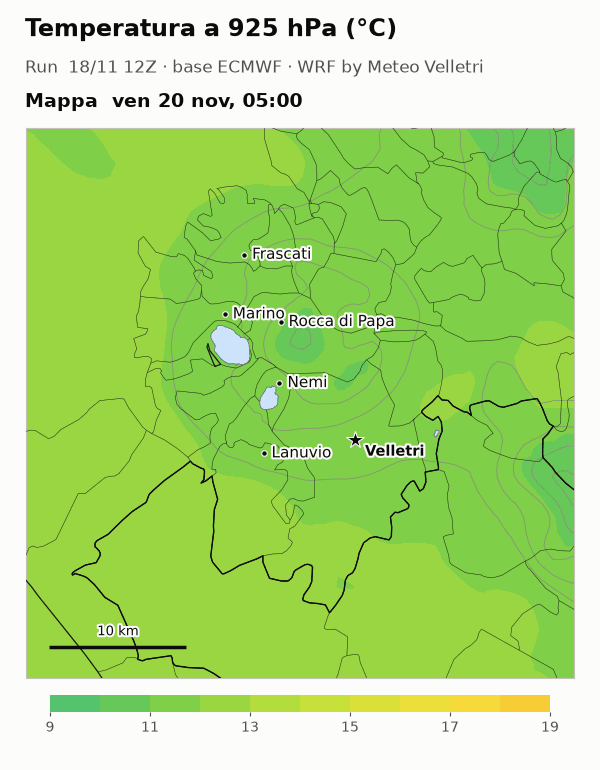 Temperatura a 925 hPa (°C)
Run  18/11 12Z · base ECMWF · WRF by Meteo Velletri
Mappa  ven 20 nov, 05:00
Frascati
Marino
Rocca di Papa
Nemi
Velletri
Lanuvio
10 km
9 11 13 15 17 19